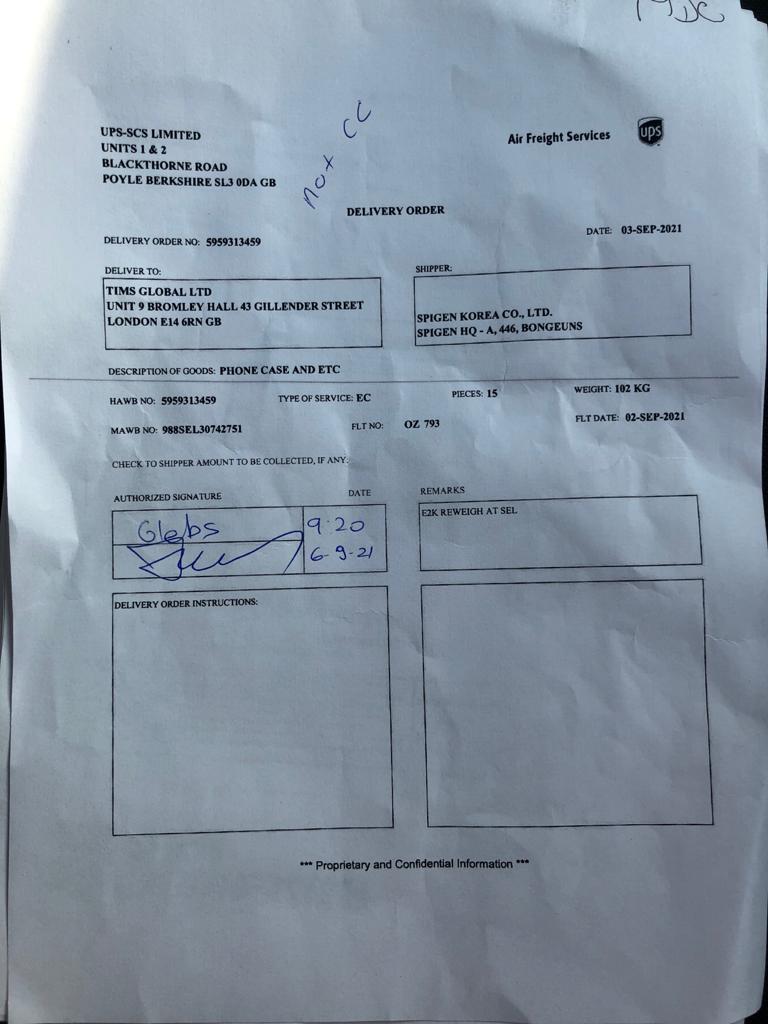 UPS-SCS LIMITED
UNITS 1 & 2
BLACKTHORNE ROAD
POYLE BERKSHIRE SL3 0DA GB
not CC
Air Freight Services
ups
DELIVERY ORDER
DELIVERY ORDER NO: 5959313459
DATE: 03-SEP-2021
DELIVER TO:
TIMS GLOBAL LTD
UNIT 9 BROMLEY HALL 43 GILLENDER STREET
LONDON E14 6RN GB
SHIPPER:
SPIGEN KOREA CO., LTD.
SPIGEN HQ - A, 446, BONGEUNS
DESCRIPTION OF GOODS: PHONE CASE AND ETC
HAWB NO: 5959313459 TYPE OF SERVICE: EC PIECES: 15 WEIGHT: 102 KG
MAWB NO: 988SEL30742751 FLT NO: OZ 793 FLT DATE: 02-SEP-2021
CHECK TO SHIPPER AMOUNT TO BE COLLECTED, IF ANY:
AUTHORIZED SIGNATURE DATE
Glebs 9:20
6-9-21
REMARKS
E2K REWEIGH AT SEL
DELIVERY ORDER INSTRUCTIONS:
*** Proprietary and Confidential Information ***